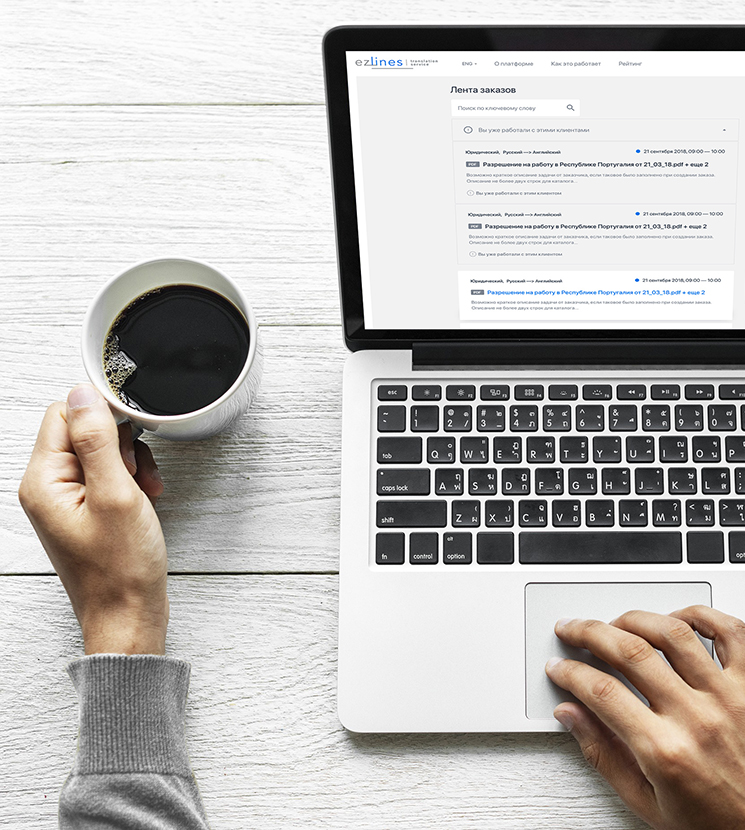 ezlines translation service
ENG О платформе Как это работает Рейтинг
Лента заказов
Поиск по ключевому слову
Вы уже работали с этими клиентами
Юридический, Русский —> Английский 21 сентября 2018, 09:00 — 10:00
PDF Разрешение на работу в Республике Португалия от 21_03_18.pdf + еще 2
Возможно краткое описание задачи от заказчика, если таковое было заполнено при создании заказа.
Описание не более двух строк для каталога...
Вы уже работали с этим клиентом
Юридический, Русский —> Английский 21 сентября 2018, 09:00 — 10:00
PDF Разрешение на работу в Республике Португалия от 21_03_18.pdf + еще 2
Возможно краткое описание задачи от заказчика, если таковое было заполнено при создании заказа.
Описание не более двух строк для каталога...
Вы уже работали с этим клиентом
Юридический, Русский —> Английский 21 сентября 2018, 09:00 — 10:00
PDF Разрешение на работу в Республике Португалия от 21_03_18.pdf + еще 2
Возможно краткое описание задачи от заказчика, если таковое было заполнено при создании заказа.
Описание не более двух строк для каталога...
esc
tab Q W E R T Y U I O P
caps lock A S D F G H J K L
shift Z X C V B N M
fn control alt option